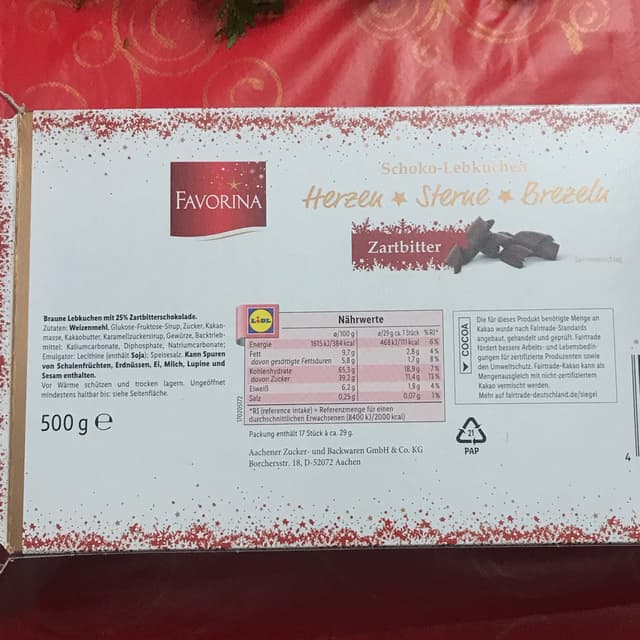 Schoko-Lebkuchen
FAVORINA
Herzen ★ Sterne ★ Brezeln
Zartbitter
Braune Lebkuchen mit 25% Zartbitterschokolade.
Zutaten: Weizenmehl, Glukose-Fruktose-Sirup, Zucker, Kakao-
masse, Kakaobutter, Karamellzuckersirup, Gewürze, Backtrieb-
mittel: Kaliumcarbonate, Diphosphate, Natriumcarbonate;
Emulgator: Lecithine (enthält Soja); Speisesalz. Kann Spuren
von Schalenfrüchten, Erdnüssen, Ei, Milch, Lupine und
Sesam enthalten.
Vor Wärme schützen und trocken lagern. Ungeöffnet
mindestens haltbar bis: siehe Seitenfläche.
500 g ℮
LIDL
Nährwerte
ø/100 g ø/29 g ca. 1 Stück %RI*
Energie 1615 kJ/384 kcal 468 kJ/111 kcal 6%
Fett 9,7 g 2,8 g 4%
davon gesättigte Fettsäuren 5,8 g 1,7 g 8%
Kohlenhydrate 65,3 g 18,9 g 7%
davon Zucker 39,2 g 11,4 g 13%
Eiweiß 6,2 g 1,8 g 4%
Salz 0,25 g 0,07 g 1%
*RI (reference intake) = Referenzmenge für einen
durchschnittlichen Erwachsenen (8400 kJ/2000 kcal)
Packung enthält 17 Stück à ca. 29 g.
Aachener Zucker- und Backwaren GmbH & Co. KG
Borchersstr. 18, D-52072 Aachen
COCOA
Die für dieses Produkt benötigte Menge an
Kakao wurde nach Fairtrade-Standards
angebaut, gehandelt und geprüft. Fairtrade
fördert bessere Arbeits- und Lebensbedin-
gungen für zertifizierte Produzenten sowie
den Umweltschutz. Fairtrade-Kakao kann als
Mengenausgleich mit nicht-zertifiziertem
Kakao vermischt werden.
Mehr auf fairtrade-deutschland.de/siegel
21
PAP
4